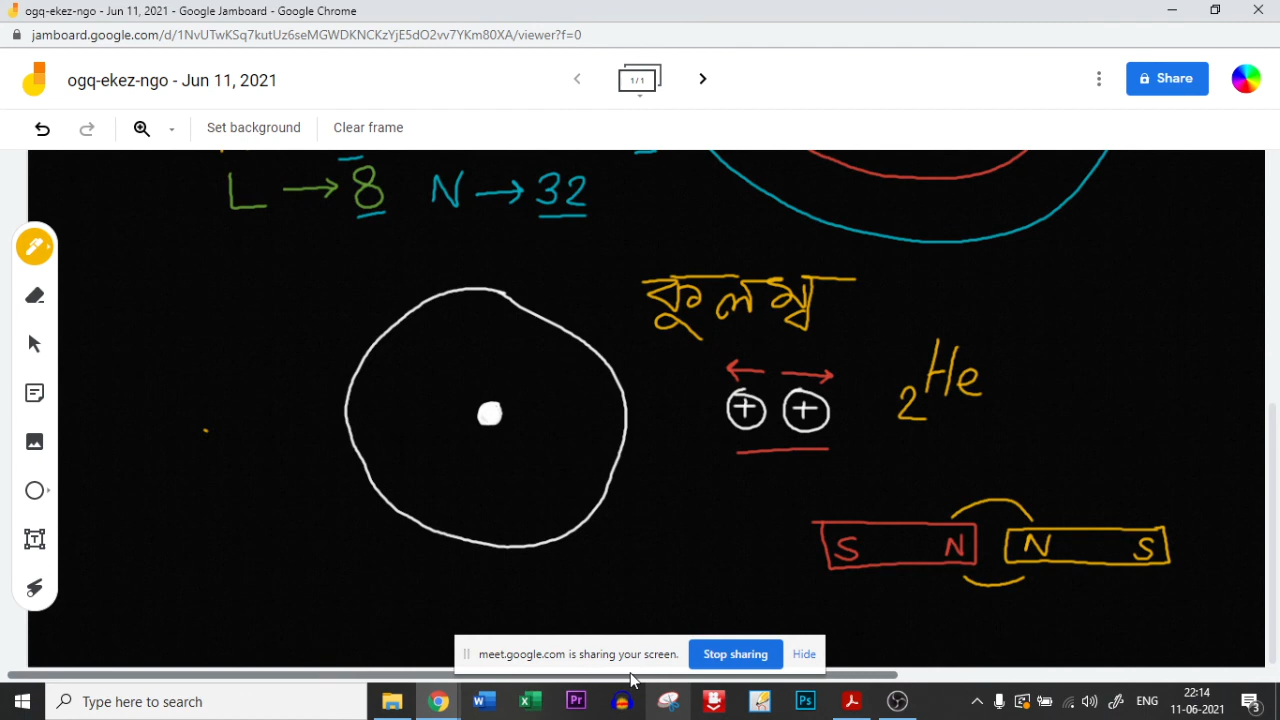 ogq-ekez-ngo - Jun 11, 2021 - Google Jamboard - Google Chrome
jamboard.google.com/d/1NvUTwKSq7kutUz6seMGWDKNCKzYjE5dO2vv7YKm80XA/viewer?f=0
ogq-ekez-ngo - Jun 11, 2021
1/1
Share
Set background
Clear frame
L → 8 N → 32
কুলম্ব
+ +
₂He
S N N S
meet.google.com is sharing your screen. Stop sharing Hide
Type here to search
ENG
22:14
11-06-2021
3